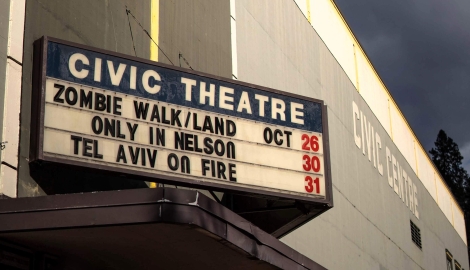 CIVIC THEATRE
ZOMBIE WALK/LAND OCT 26
ONLY IN NELSON 30
TEL AVIV ON FIRE 31
CIVIC CENTRE